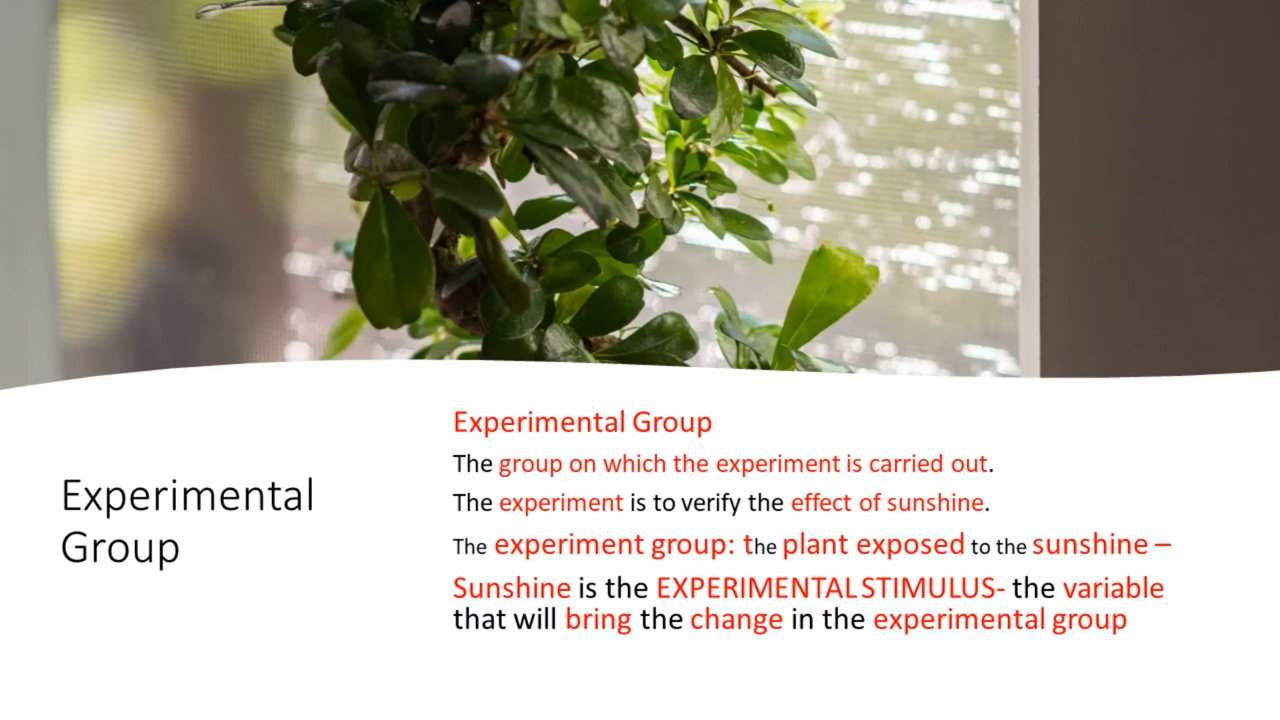 Experimental
Group
Experimental Group
The group on which the experiment is carried out.
The experiment is to verify the effect of sunshine.
The experiment group: the plant exposed to the sunshine –
Sunshine is the EXPERIMENTAL STIMULUS- the variable
that will bring the change in the experimental group